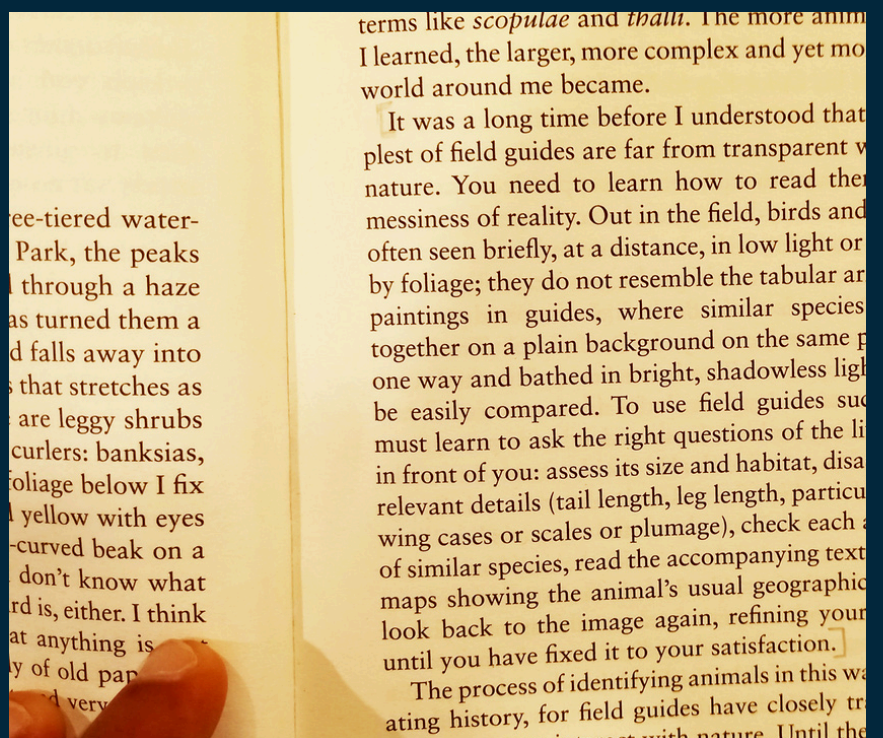 ee-tiered water-
Park, the peaks
through a haze
as turned them a
d falls away into
that stretches as
are leggy shrubs
curlers: banksias,
oliage below I fix
yellow with eyes
-curved beak on a
don't know what
rd is, either. I think
at anything is
y of old pap
very
terms like scopulae and thalli. The more anim
I learned, the larger, more complex and yet mo
world around me became.
[It was a long time before I understood that
plest of field guides are far from transparent w
nature. You need to learn how to read the
messiness of reality. Out in the field, birds and
often seen briefly, at a distance, in low light or
by foliage; they do not resemble the tabular ar
paintings in guides, where similar species
together on a plain background on the same p
one way and bathed in bright, shadowless ligh
be easily compared. To use field guides suc
must learn to ask the right questions of the li
in front of you: assess its size and habitat, disa
relevant details (tail length, leg length, particu
wing cases or scales or plumage), check each a
of similar species, read the accompanying text
maps showing the animal's usual geographic
look back to the image again, refining your
until you have fixed it to your satisfaction.]
The process of identifying animals in this wa
ating history, for field guides have closely tr
with nature. Until the